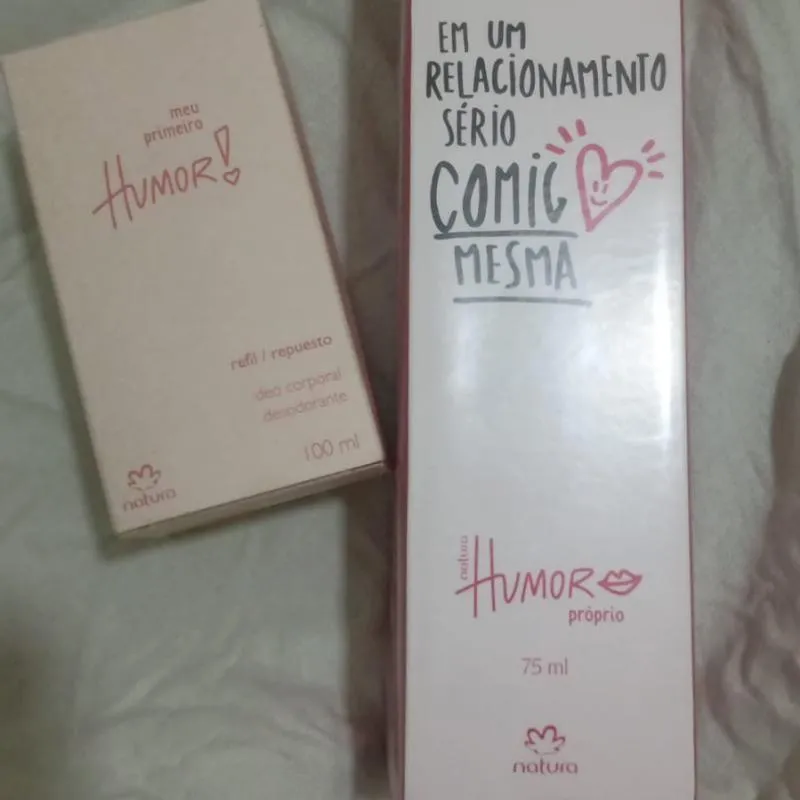 meu
primeiro
HUMOR!
refil / repuesto
deo corporal
desodorante
100 ml
natura
EM UM
RELACIONAMENTO
SÉRIO
COMIG
MESMA
natura
HUMOR
próprio
75 ml
natura